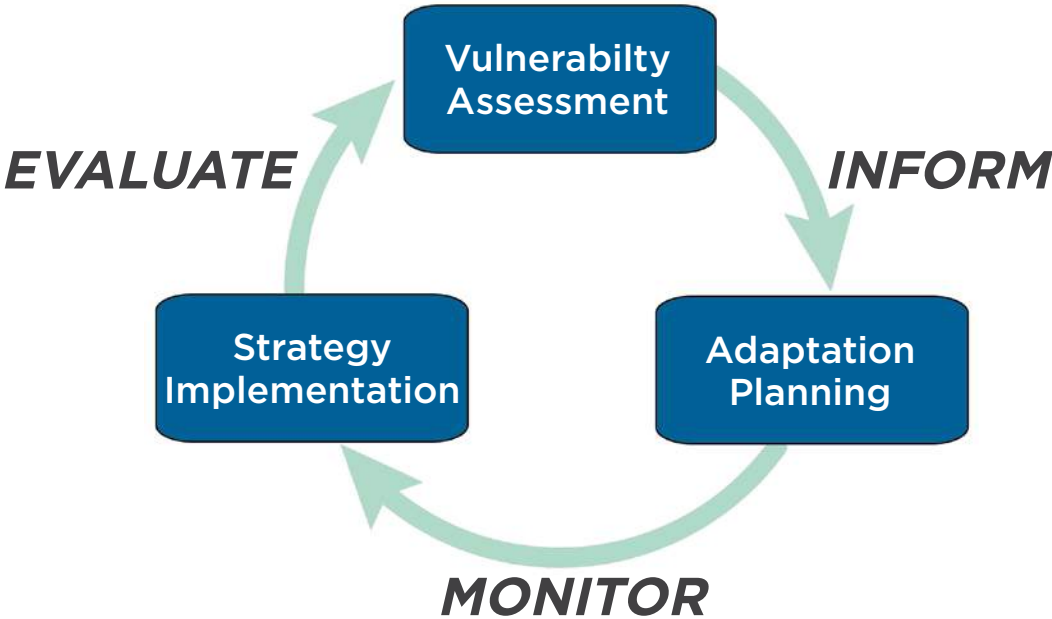 Vulnerabilty
Assessment
EVALUATE
INFORM
Strategy
Implementation
Adaptation
Planning
MONITOR